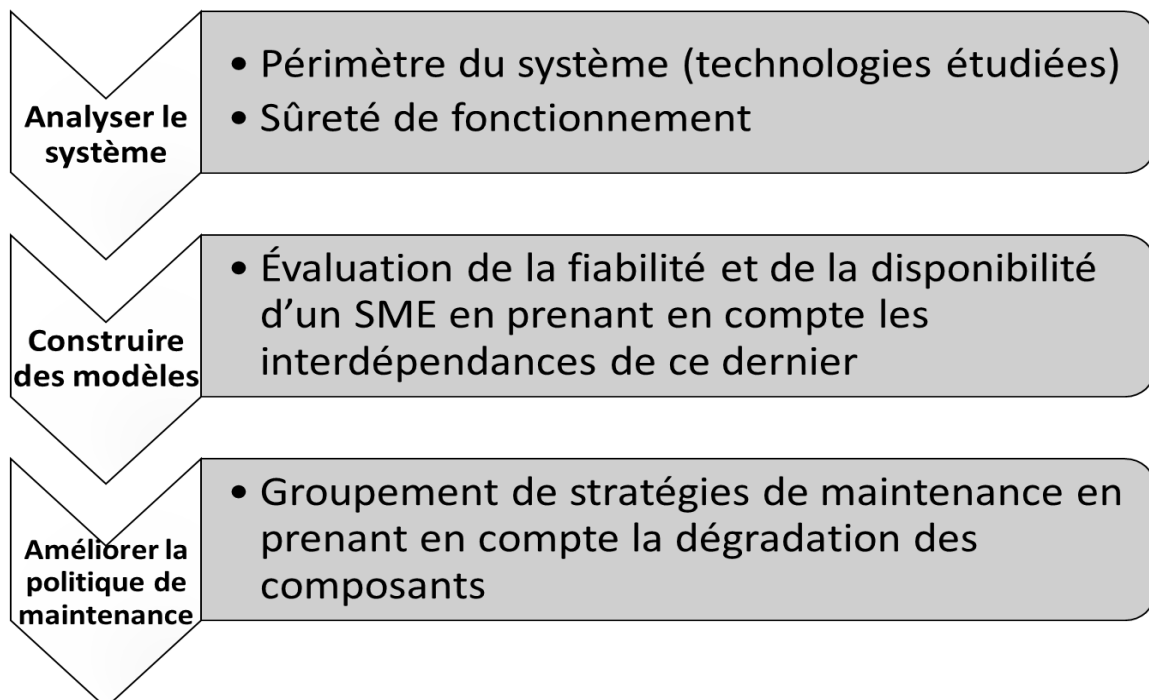 Analyser le
système
• Périmètre du système (technologies étudiées)
• Sûreté de fonctionnement
Construire
des modèles
• Évaluation de la fiabilité et de la disponibilité
d’un SME en prenant en compte les
interdépendances de ce dernier
Améliorer la
politique de
maintenance
• Groupement de stratégies de maintenance en
prenant en compte la dégradation des
composants